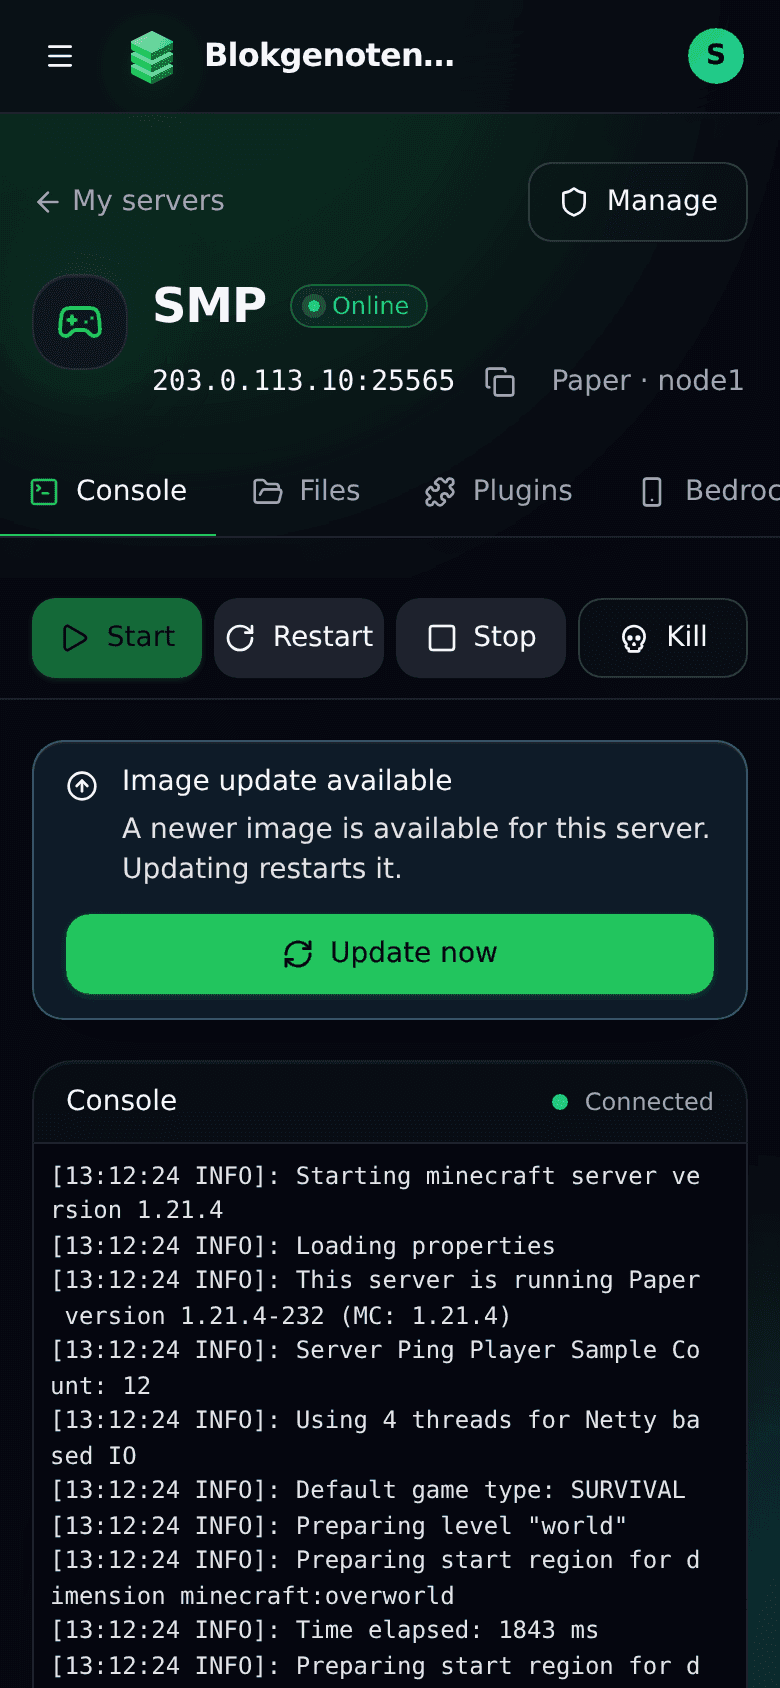 Blokgenoten…
S
My servers
Manage
SMP
Online
203.0.113.10:25565
Paper · node1
Console
Files
Plugins
Bedroc
Start
Restart
Stop
Kill
Image update available
A newer image is available for this server.
Updating restarts it.
Update now
Console
Connected
[13:12:24 INFO]: Starting minecraft server ve
rsion 1.21.4
[13:12:24 INFO]: Loading properties
[13:12:24 INFO]: This server is running Paper
 version 1.21.4-232 (MC: 1.21.4)
[13:12:24 INFO]: Server Ping Player Sample Co
unt: 12
[13:12:24 INFO]: Using 4 threads for Netty ba
sed IO
[13:12:24 INFO]: Default game type: SURVIVAL
[13:12:24 INFO]: Preparing level "world"
[13:12:24 INFO]: Preparing start region for d
imension minecraft:overworld
[13:12:24 INFO]: Time elapsed: 1843 ms
[13:12:24 INFO]: Preparing start region for d